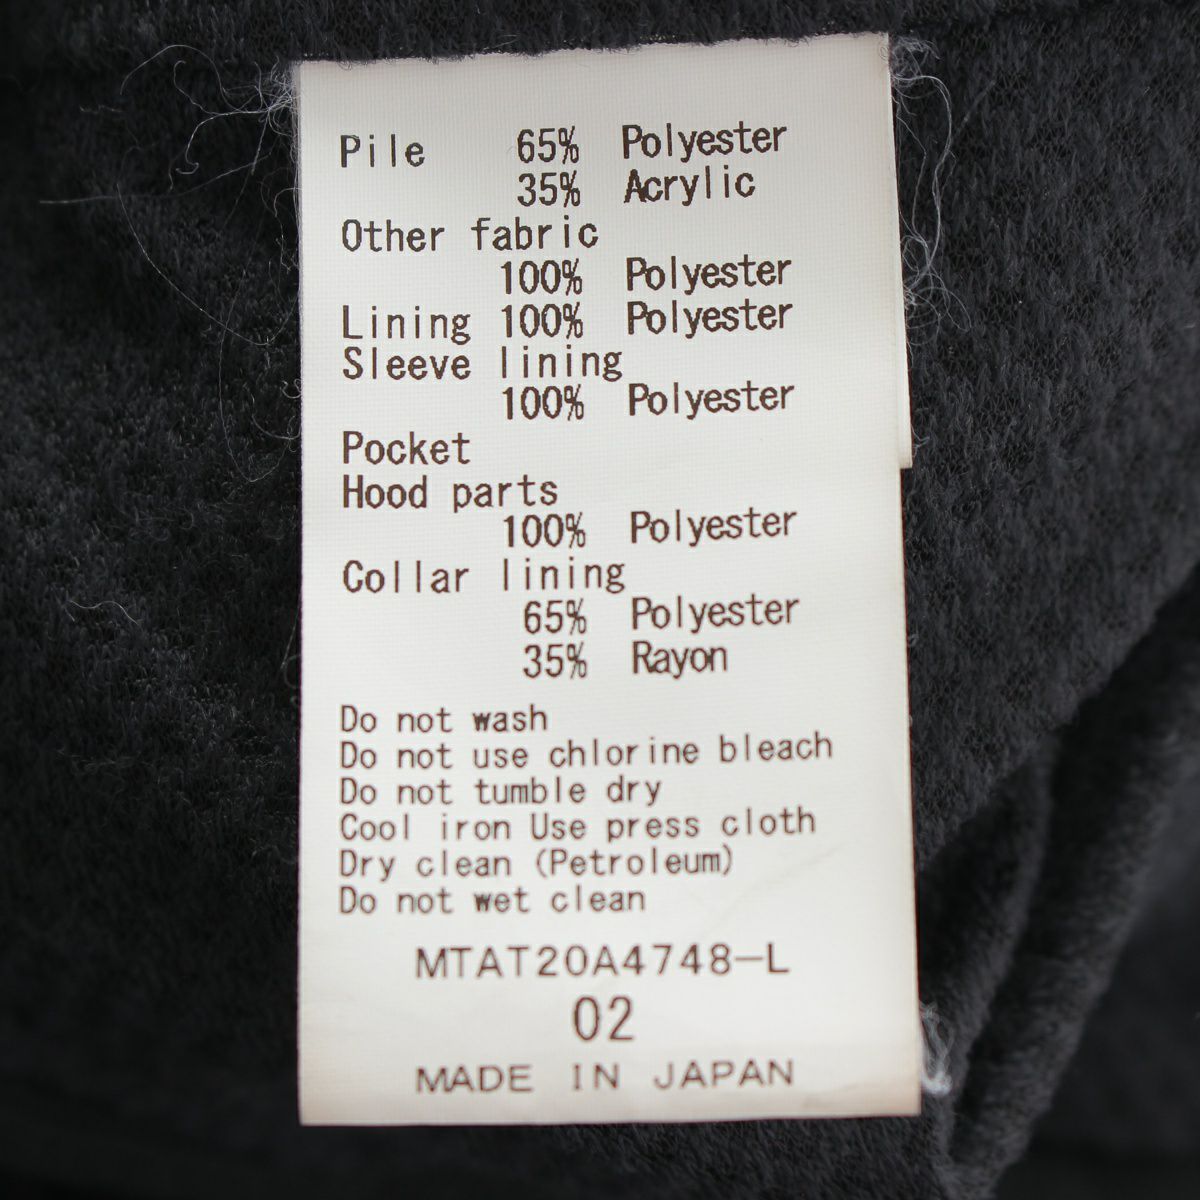 Pile 65% Polyester
35% Acrylic
Other fabric
100% Polyester
Lining 100% Polyester
Sleeve lining
100% Polyester
Pocket
Hood parts
100% Polyester
Collar lining
65% Polyester
35% Rayon
Do not wash
Do not use chlorine bleach
Do not tumble dry
Cool iron Use press cloth
Dry clean (Petroleum)
Do not wet clean
MTAT20A4748-L
02
MADE IN JAPAN